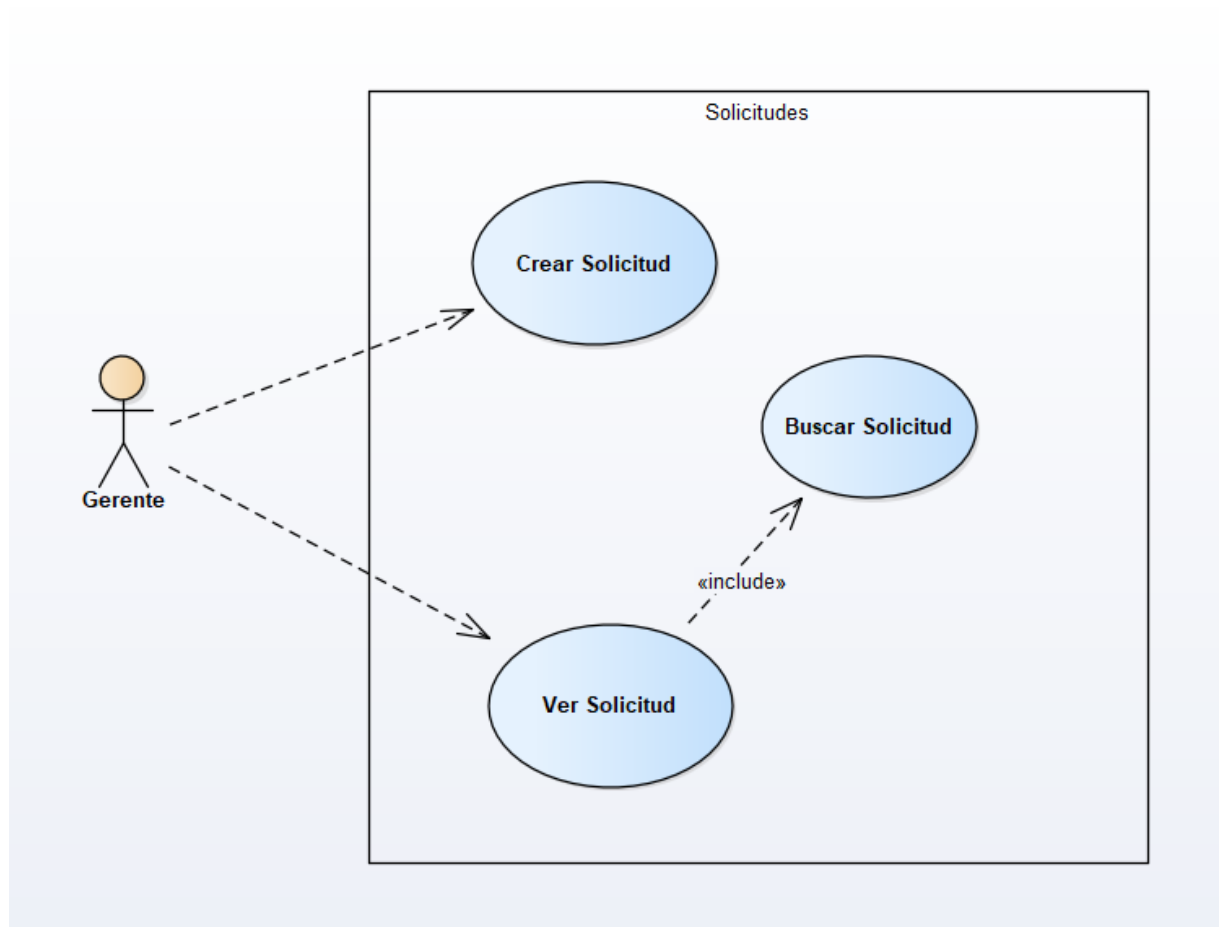 Solicitudes
Crear Solicitud
Buscar Solicitud
Gerente
«include»
Ver Solicitud